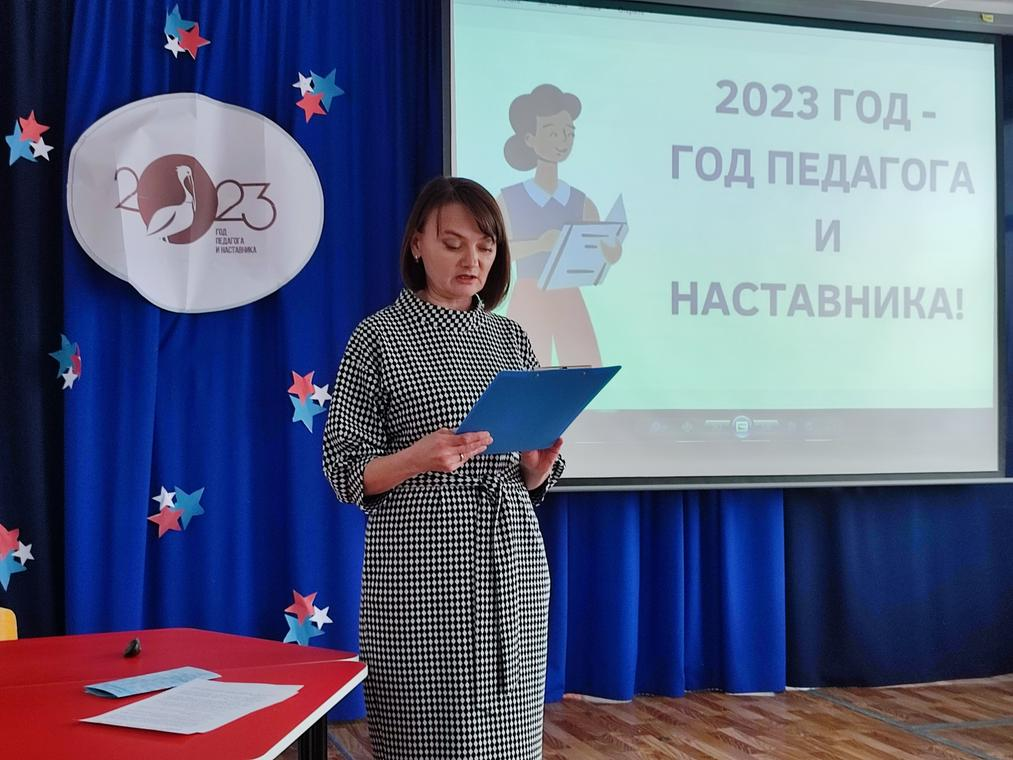 2023
ГОД
ПЕДАГОГА
И НАСТАВНИКА
2023 ГОД -
ГОД ПЕДАГОГА
И
НАСТАВНИКА!